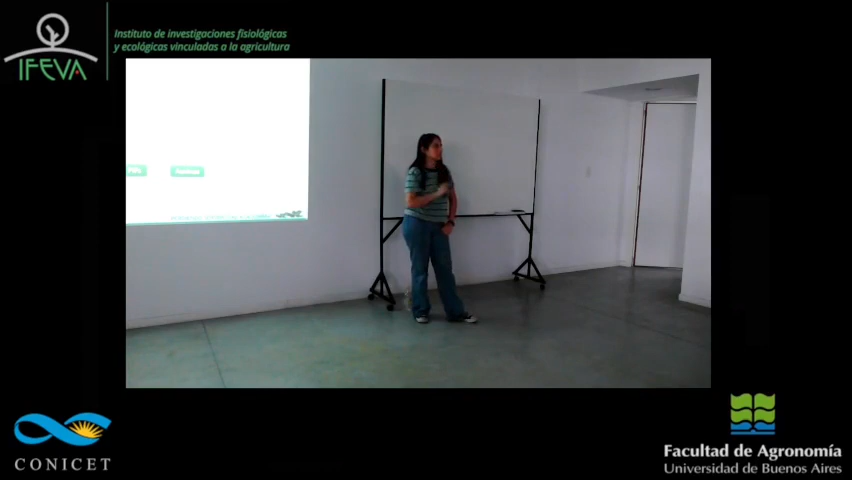 Instituto de investigaciones fisiológicas
y ecológicas vinculadas a la agricultura
IFEVA
CONICET
Facultad de Agronomía
Universidad de Buenos Aires